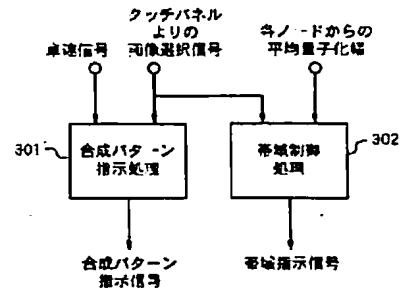 タッチパネル
よりの
画像選択信号
卓速信号
各ノードからの
平均量子化幅
301
合成パターン
指示処理
帯域制御
処理
302
合成パターン
指示信号
帯域指示信号